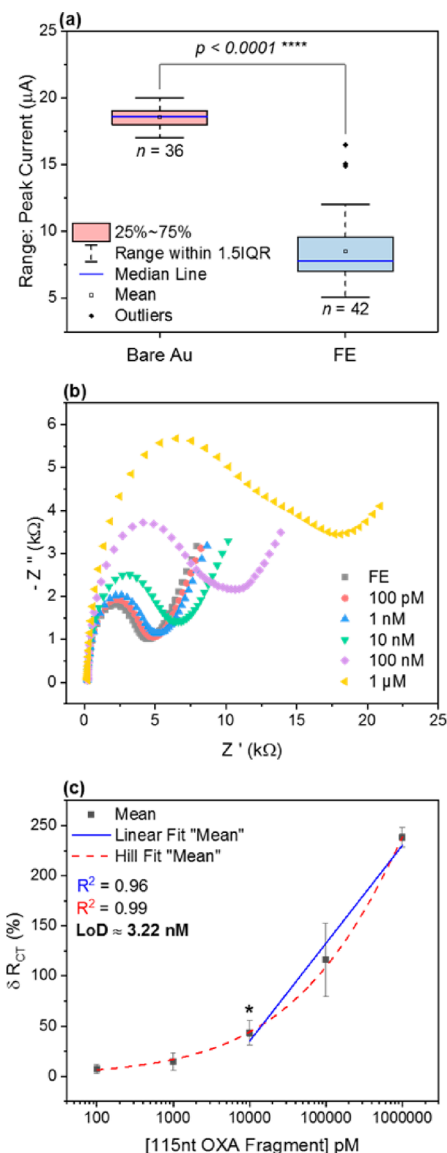 (a)
p < 0.0001 ****
Range: Peak Current (µA)
25
20
15
10
5
n = 36
n = 42
25%~75%
Range within 1.5IQR
Median Line
Mean
Outliers
Bare Au
FE
(b)
- Z '' (kΩ)
6
5
4
3
2
1
0
FE
100 pM
1 nM
10 nM
100 nM
1 µM
0 5 10 15 20 25
Z ' (kΩ)
(c)
δ RCT (%)
250
200
150
100
50
0
Mean
Linear Fit "Mean"
Hill Fit "Mean"
R2 = 0.96
R2 = 0.99
LoD ≈ 3.22 nM
*
100 1000 10000 100000 1000000
[115nt OXA Fragment] pM